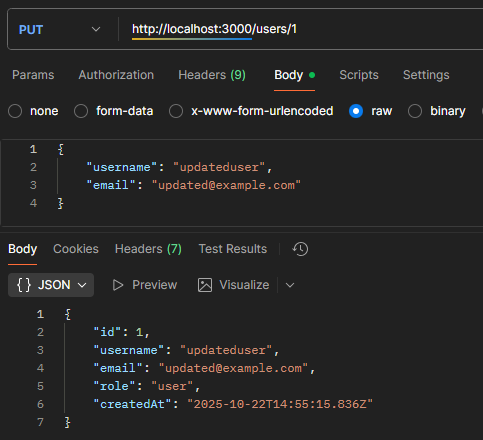 PUT http://localhost:3000/users/1
Params Authorization Headers (9) Body Scripts Settings
none form-data x-www-form-urlencoded raw binary
1 {
2 "username": "updateduser",
3 "email": "updated@example.com"
4 }
Body Cookies Headers (7) Test Results
{} JSON Preview Visualize
1 {
2 "id": 1,
3 "username": "updateduser",
4 "email": "updated@example.com",
5 "role": "user",
6 "createdAt": "2025-10-22T14:55:15.836Z"
7 }